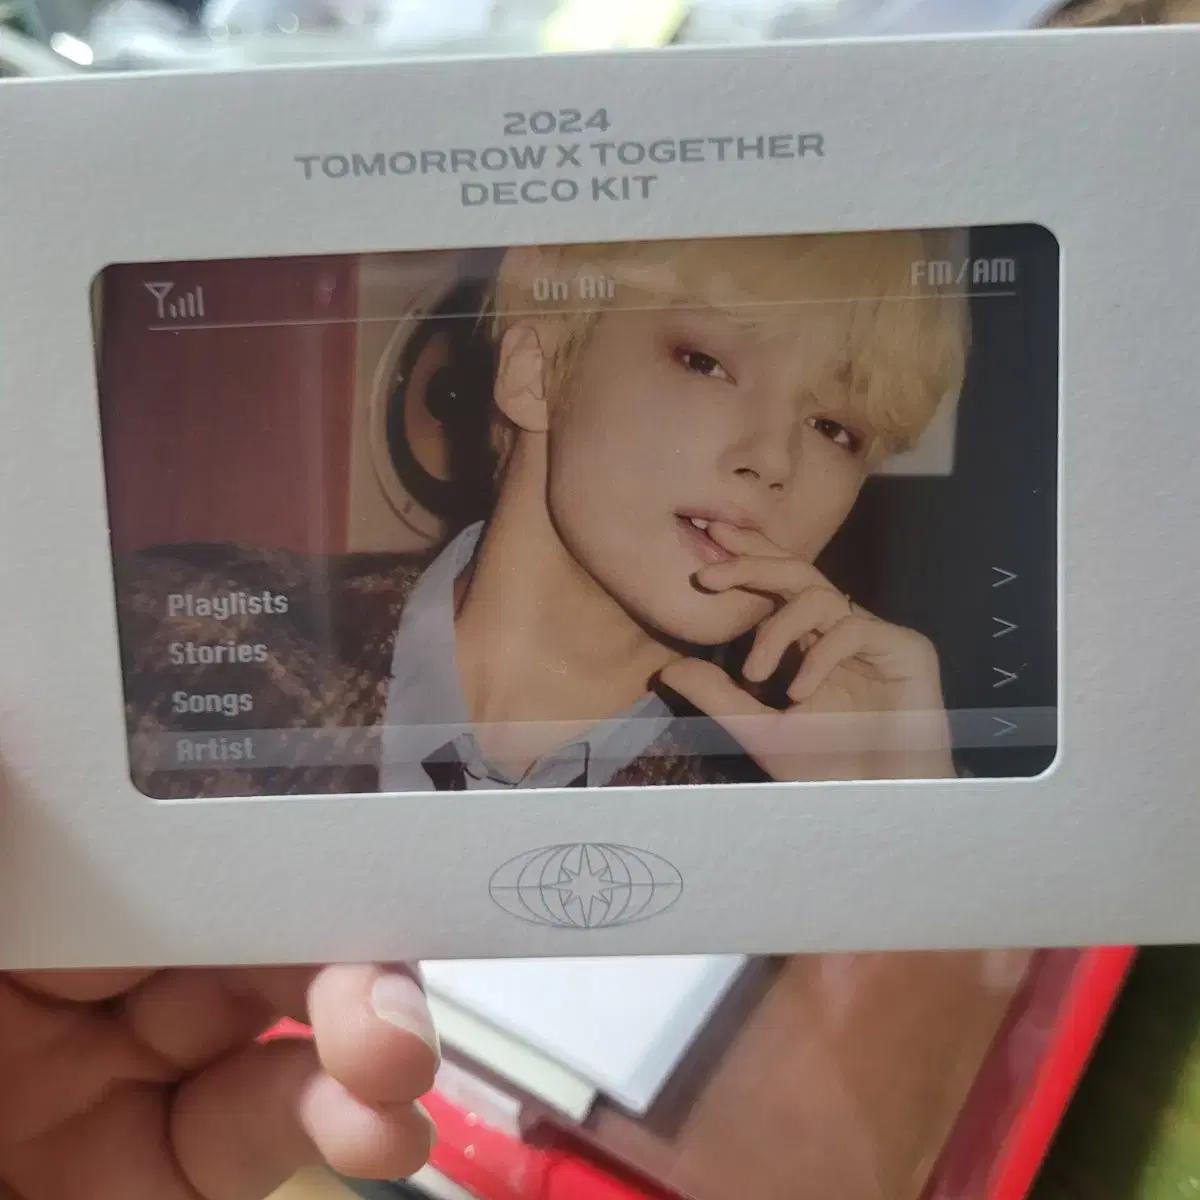 2024
TOMORROW X TOGETHER
DECO KIT
On Air
FM/AM
Playlists
Stories
Songs
Artist